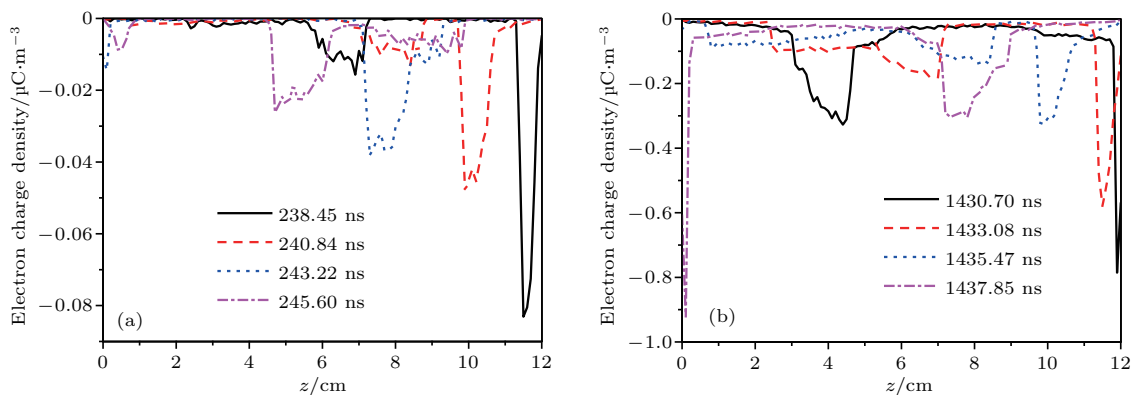 Electron charge density/μC·m−3
0
−0.02
−0.04
−0.06
−0.08
238.45 ns
240.84 ns
243.22 ns
245.60 ns
(a)
0 2 4 6 8 10 12
z/cm
Electron charge density/μC·m−3
0
−0.2
−0.4
−0.6
−0.8
−1.0
1430.70 ns
1433.08 ns
1435.47 ns
1437.85 ns
(b)
0 2 4 6 8 10 12
z/cm